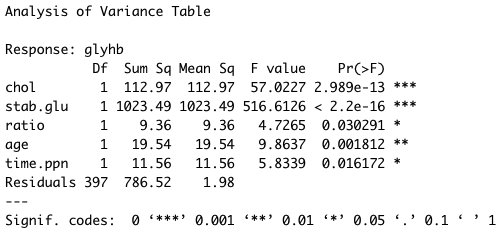 Analysis of Variance Table

Response: glyhb
           Df  Sum Sq Mean Sq  F value    Pr(>F)
chol        1  112.97  112.97  57.0227 2.989e-13 ***
stab.glu    1 1023.49 1023.49 516.6126 < 2.2e-16 ***
ratio       1    9.36    9.36   4.7265  0.030291 *
age         1   19.54   19.54   9.8637  0.001812 **
time.ppn    1   11.56   11.56   5.8339  0.016172 *
Residuals 397  786.52    1.98
---
Signif. codes:  0 ‘***’ 0.001 ‘**’ 0.01 ‘*’ 0.05 ‘.’ 0.1 ‘ ’ 1